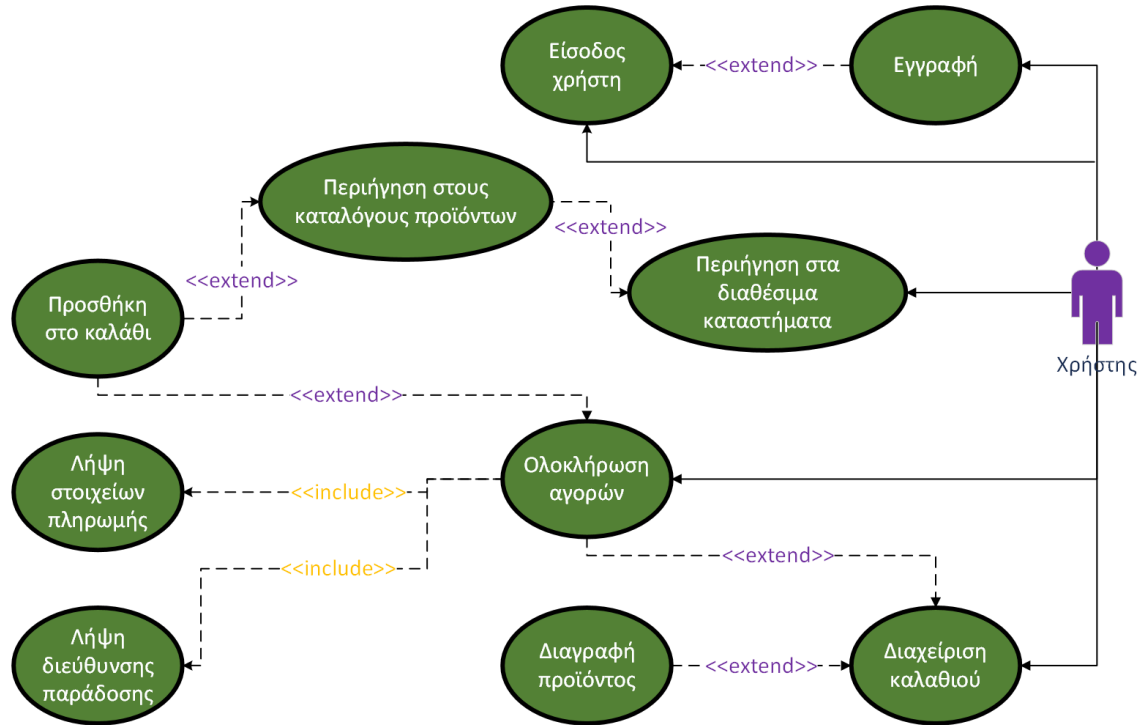 Είσοδος
χρήστη
<<extend>>
Εγγραφή
Περιήγηση στους
καταλόγους προϊόντων
<<extend>>
Περιήγηση στα
διαθέσιμα
καταστήματα
<<extend>>
Προσθήκη
στο καλάθι
Χρήστης
<<extend>>
Λήψη
στοιχείων
πληρωμής
<<include>>
Ολοκλήρωση
αγορών
<<include>>
<<extend>>
Λήψη
διεύθυνσης
παράδοσης
Διαγραφή
προϊόντος
<<extend>>
Διαχείριση
καλαθιού